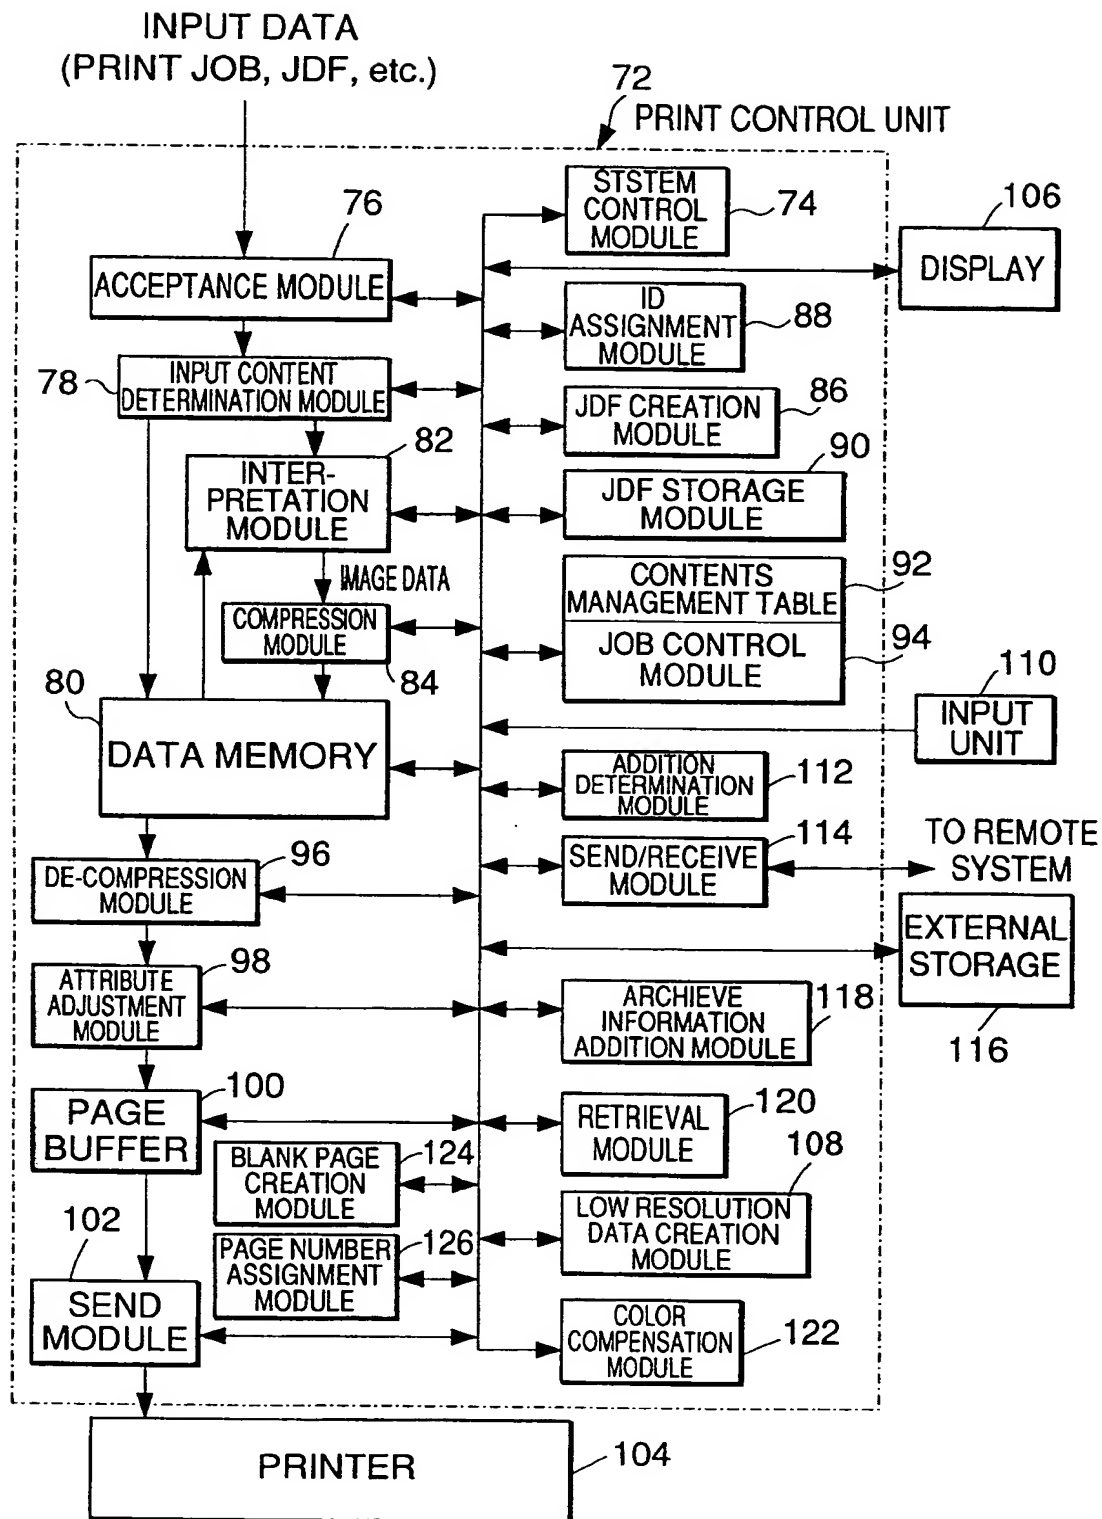 INPUT DATA
(PRINT JOB, JDF, etc.)
72
PRINT CONTROL UNIT
76
ACCEPTANCE MODULE
78
INPUT CONTENT
DETERMINATION MODULE
82
INTER-
PRETATION
MODULE
IMAGE DATA
COMPRESSION
MODULE
84
80
DATA MEMORY
96
DE-COMPRESSION
MODULE
98
ATTRIBUTE
ADJUSTMENT
MODULE
100
PAGE
BUFFER
124
BLANK PAGE
CREATION
MODULE
126
PAGE NUMBER
ASSIGNMENT
MODULE
102
SEND
MODULE
STSTEM
CONTROL
MODULE
74
106
DISPLAY
ID
ASSIGNMENT
MODULE
88
JDF CREATION
MODULE
86
90
JDF STORAGE
MODULE
CONTENTS
MANAGEMENT TABLE
92
JOB CONTROL
MODULE
94
110
INPUT
UNIT
ADDITION
DETERMINATION
MODULE
112
SEND/RECEIVE
MODULE
114
TO REMOTE
SYSTEM
EXTERNAL
STORAGE
116
ARCHIEVE
INFORMATION
ADDITION MODULE
118
RETRIEVAL
MODULE
120
108
LOW RESOLUTION
DATA CREATION
MODULE
COLOR
COMPENSATION
MODULE
122
PRINTER
104